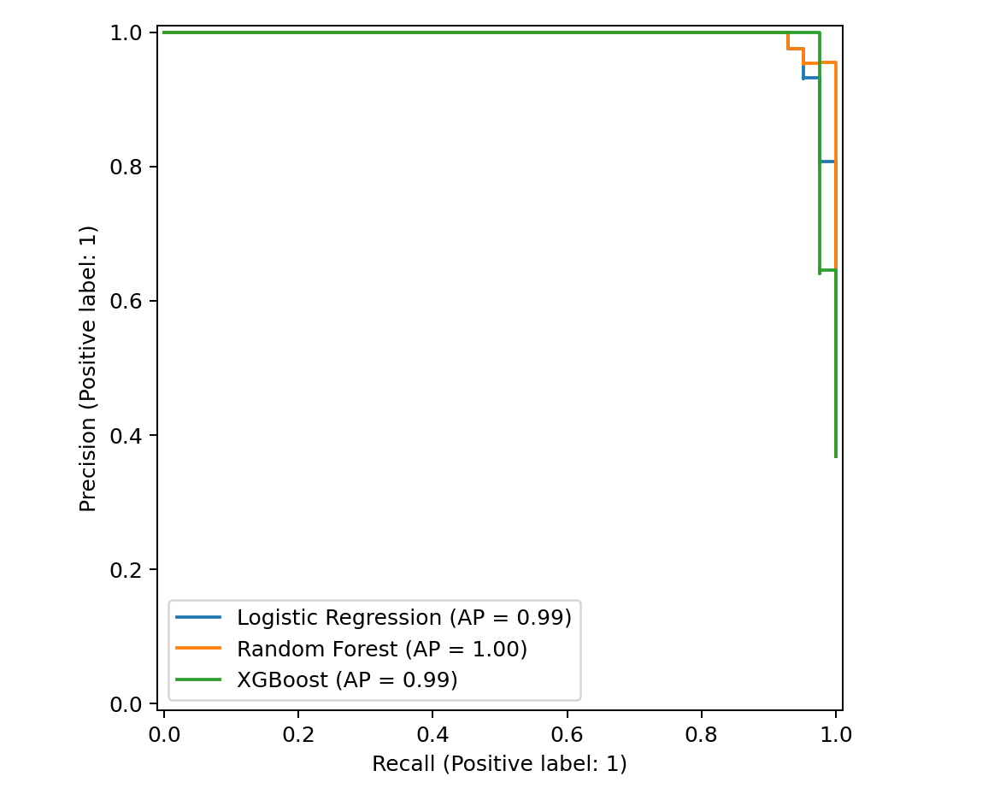 1.0
0.8
0.6
0.4
0.2
0.0
Precision (Positive label: 1)
Logistic Regression (AP = 0.99)
Random Forest (AP = 1.00)
XGBoost (AP = 0.99)
0.0 0.2 0.4 0.6 0.8 1.0
Recall (Positive label: 1)